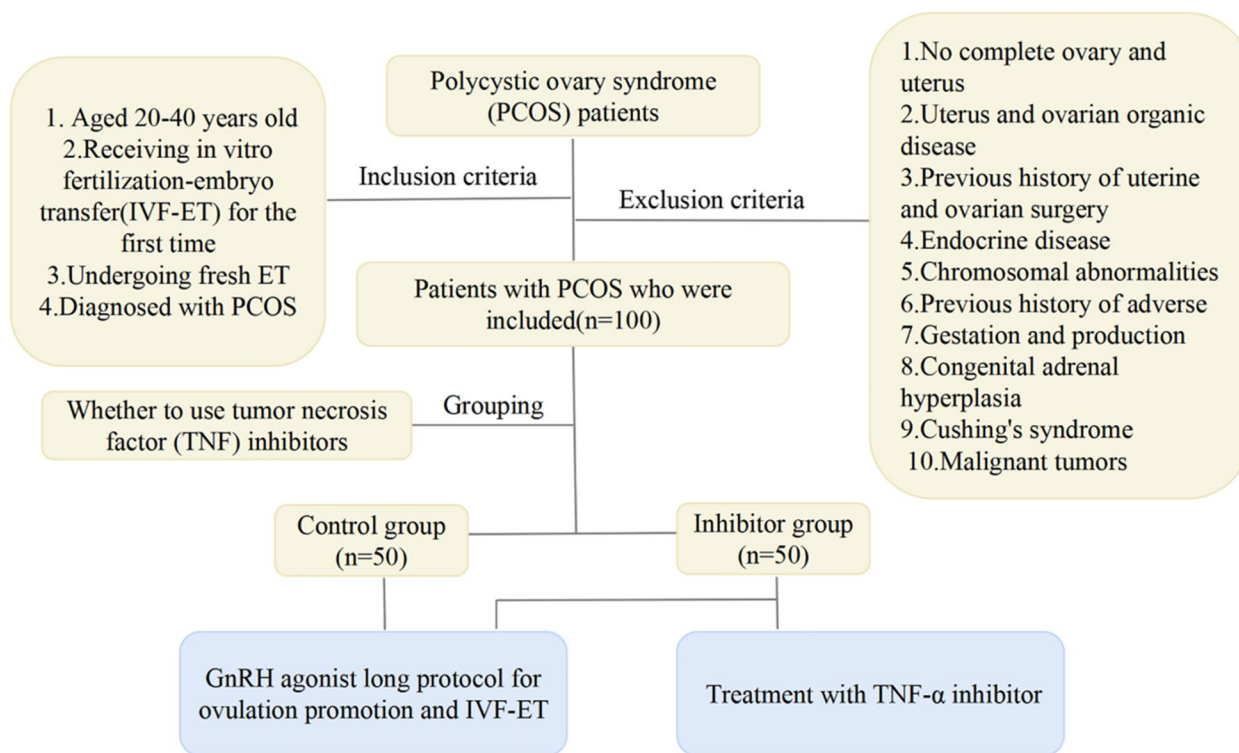 Polycystic ovary syndrome
(PCOS) patients
1. Aged 20-40 years old
2.Receiving in vitro
fertilization-embryo
transfer(IVF-ET) for the
first time
3.Undergoing fresh ET
4.Diagnosed with PCOS
Inclusion criteria
Exclusion criteria
1.No complete ovary and
uterus
2.Uterus and ovarian organic
disease
3.Previous history of uterine
and ovarian surgery
4.Endocrine disease
5.Chromosomal abnormalities
6.Previous history of adverse
7.Gestation and production
8.Congenital adrenal
hyperplasia
9.Cushing's syndrome
10.Malignant tumors
Patients with PCOS who were
included(n=100)
Whether to use tumor necrosis
factor (TNF) inhibitors
Grouping
Control group
(n=50)
Inhibitor group
(n=50)
GnRH agonist long protocol for
ovulation promotion and IVF-ET
Treatment with TNF-α inhibitor